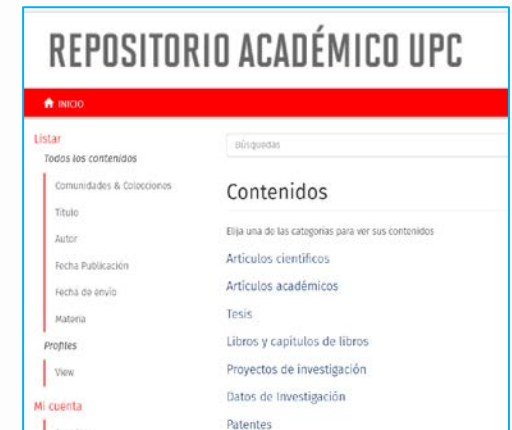 REPOSITORIO ACADÉMICO UPC
INICIO
Listar
Todos los contenidos
Comunidades & Colecciones
Título
Autor
Fecha Publicación
Fecha de envío
Materia
Profiles
View
Mi cuenta
Búsquedas
Contenidos
Elija una de las categorías para ver sus contenidos
Artículos científicos
Artículos académicos
Tesis
Libros y capítulos de libros
Proyectos de investigación
Datos de Investigación
Patentes